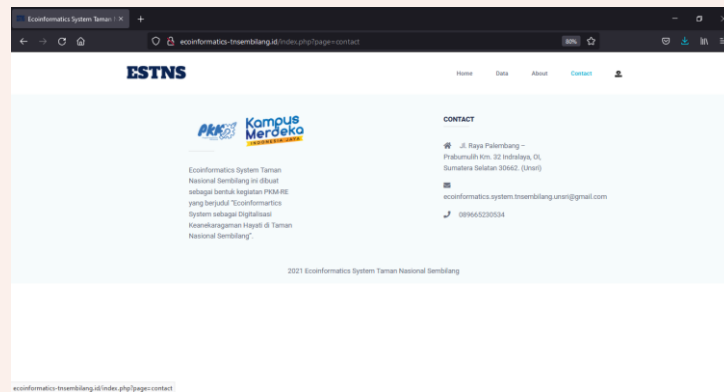 Ecoinformatics System Taman
ecoinformatics-tnsembilang.id/index.php?page=contact
80%
ESTNS
Home Data About Contact
PKM
Kampus
Merdeka
INDONESIA JAYA
Ecoinformatics System Taman
Nasional Sembilang ini dibuat
sebagai bentuk kegiatan PKM-RE
yang berjudul "Ecoinformartics
System sebagai Digitalisasi
Keanekaragaman Hayati di Taman
Nasional Sembilang".
CONTACT
Jl. Raya Palembang –
Prabumulih Km. 32 Indralaya, OI,
Sumatera Selatan 30662. (Unsri)
ecoinformatics.system.tnsembilang.unsri@gmail.com
089665230534
2021 Ecoinformatics System Taman Nasional Sembilang
ecoinformatics-tnsembilang.id/index.php?page=contact